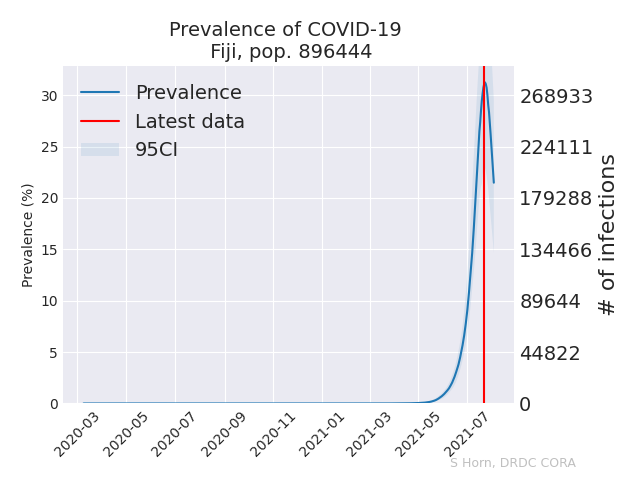 Prevalence of COVID-19
Fiji, pop. 896444
Prevalence
Latest data
95CI
Prevalence (%)
30
25
20
15
10
5
0
268933
224111
179288
134466
89644
44822
0
# of infections
2020-03
2020-05
2020-07
2020-09
2020-11
2021-01
2021-03
2021-05
2021-07
S Horn, DRDC CORA